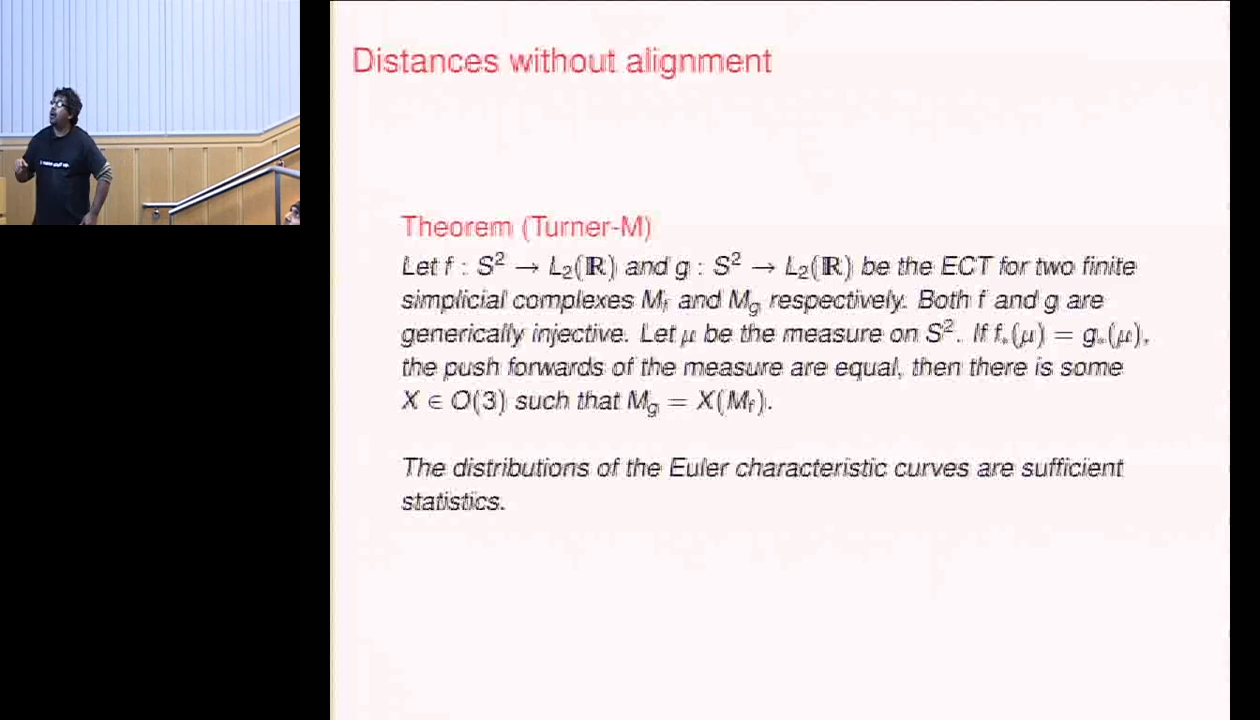 Distances without alignment
Theorem (Turner-M)
Let f : S² → L₂(ℝ) and g : S² → L₂(ℝ) be the ECT for two finite
simplicial complexes M_f and M_g respectively. Both f and g are
generically injective. Let μ be the measure on S². If f_*(μ) = g_*(μ),
the push forwards of the measure are equal, then there is some
X ∈ O(3) such that M_g = X(M_f).
The distributions of the Euler characteristic curves are sufficient
statistics.